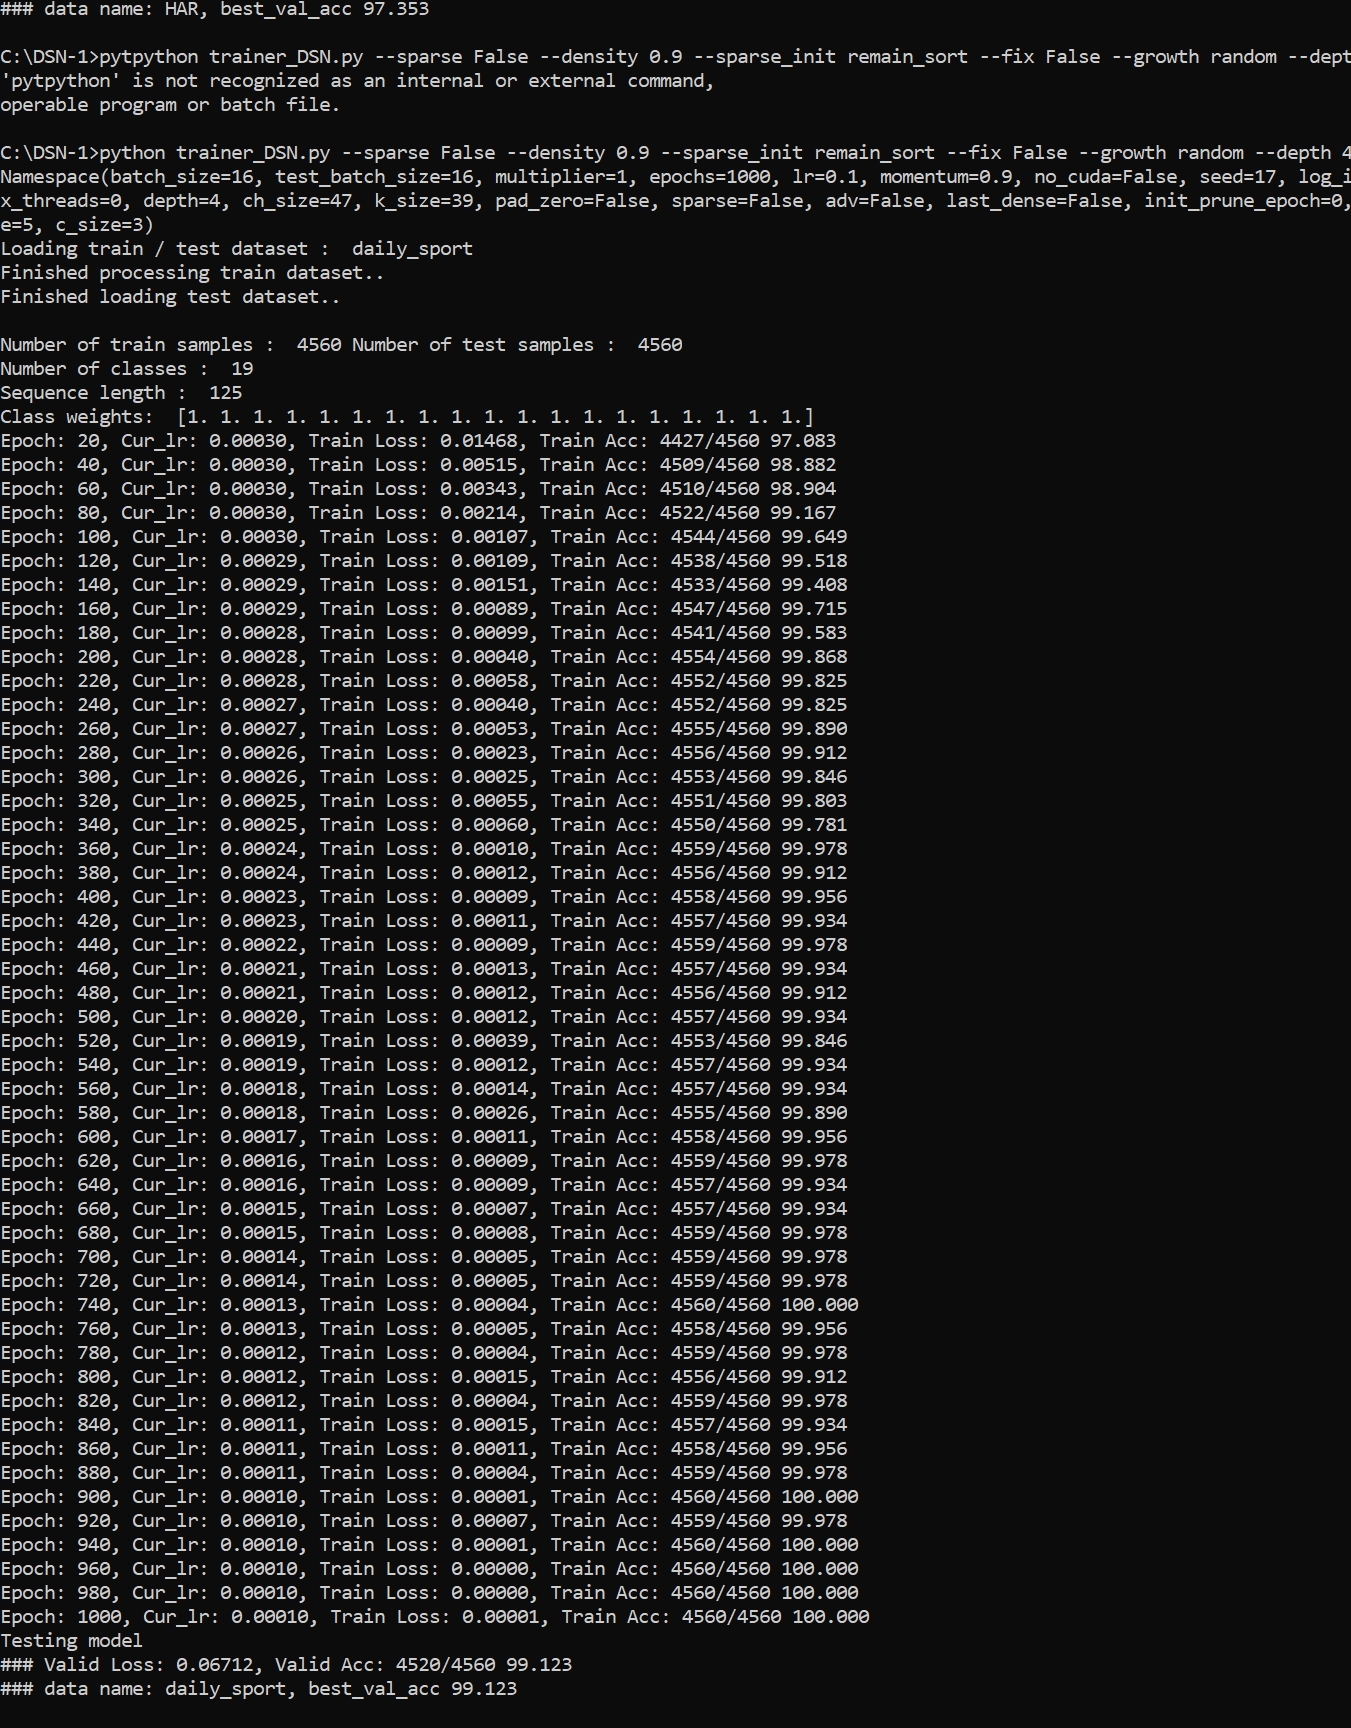 ### data name: HAR, best_val_acc 97.353
C:\DSN-1>pytpython trainer_DSN.py --sparse False --density 0.9 --sparse_init remain_sort --fix False --growth random --dept
'pytpython' is not recognized as an internal or external command,
operable program or batch file.
C:\DSN-1>python trainer_DSN.py --sparse False --density 0.9 --sparse_init remain_sort --fix False --growth random --depth 4
Namespace(batch_size=16, test_batch_size=16, multiplier=1, epochs=1000, lr=0.1, momentum=0.9, no_cuda=False, seed=17, log_i
x_threads=0, depth=4, ch_size=47, k_size=39, pad_zero=False, sparse=False, adv=False, last_dense=False, init_prune_epoch=0,
e=5, c_size=3)
Loading train / test dataset :  daily_sport
Finished processing train dataset..
Finished loading test dataset..
Number of train samples :  4560 Number of test samples :  4560
Number of classes :  19
Sequence length :  125
Class weights:  [1. 1. 1. 1. 1. 1. 1. 1. 1. 1. 1. 1. 1. 1. 1. 1. 1. 1. 1.]
Epoch: 20, Cur_lr: 0.00030, Train Loss: 0.01468, Train Acc: 4427/4560 97.083
Epoch: 40, Cur_lr: 0.00030, Train Loss: 0.00515, Train Acc: 4509/4560 98.882
Epoch: 60, Cur_lr: 0.00030, Train Loss: 0.00343, Train Acc: 4510/4560 98.904
Epoch: 80, Cur_lr: 0.00030, Train Loss: 0.00214, Train Acc: 4522/4560 99.167
Epoch: 100, Cur_lr: 0.00030, Train Loss: 0.00107, Train Acc: 4544/4560 99.649
Epoch: 120, Cur_lr: 0.00029, Train Loss: 0.00109, Train Acc: 4538/4560 99.518
Epoch: 140, Cur_lr: 0.00029, Train Loss: 0.00151, Train Acc: 4533/4560 99.408
Epoch: 160, Cur_lr: 0.00029, Train Loss: 0.00089, Train Acc: 4547/4560 99.715
Epoch: 180, Cur_lr: 0.00028, Train Loss: 0.00099, Train Acc: 4541/4560 99.583
Epoch: 200, Cur_lr: 0.00028, Train Loss: 0.00040, Train Acc: 4554/4560 99.868
Epoch: 220, Cur_lr: 0.00028, Train Loss: 0.00058, Train Acc: 4552/4560 99.825
Epoch: 240, Cur_lr: 0.00027, Train Loss: 0.00040, Train Acc: 4552/4560 99.825
Epoch: 260, Cur_lr: 0.00027, Train Loss: 0.00053, Train Acc: 4555/4560 99.890
Epoch: 280, Cur_lr: 0.00026, Train Loss: 0.00023, Train Acc: 4556/4560 99.912
Epoch: 300, Cur_lr: 0.00026, Train Loss: 0.00025, Train Acc: 4553/4560 99.846
Epoch: 320, Cur_lr: 0.00025, Train Loss: 0.00055, Train Acc: 4551/4560 99.803
Epoch: 340, Cur_lr: 0.00025, Train Loss: 0.00060, Train Acc: 4550/4560 99.781
Epoch: 360, Cur_lr: 0.00024, Train Loss: 0.00010, Train Acc: 4559/4560 99.978
Epoch: 380, Cur_lr: 0.00024, Train Loss: 0.00012, Train Acc: 4556/4560 99.912
Epoch: 400, Cur_lr: 0.00023, Train Loss: 0.00009, Train Acc: 4558/4560 99.956
Epoch: 420, Cur_lr: 0.00023, Train Loss: 0.00011, Train Acc: 4557/4560 99.934
Epoch: 440, Cur_lr: 0.00022, Train Loss: 0.00009, Train Acc: 4559/4560 99.978
Epoch: 460, Cur_lr: 0.00021, Train Loss: 0.00013, Train Acc: 4557/4560 99.934
Epoch: 480, Cur_lr: 0.00021, Train Loss: 0.00012, Train Acc: 4556/4560 99.912
Epoch: 500, Cur_lr: 0.00020, Train Loss: 0.00012, Train Acc: 4557/4560 99.934
Epoch: 520, Cur_lr: 0.00019, Train Loss: 0.00039, Train Acc: 4553/4560 99.846
Epoch: 540, Cur_lr: 0.00019, Train Loss: 0.00012, Train Acc: 4557/4560 99.934
Epoch: 560, Cur_lr: 0.00018, Train Loss: 0.00014, Train Acc: 4557/4560 99.934
Epoch: 580, Cur_lr: 0.00018, Train Loss: 0.00026, Train Acc: 4555/4560 99.890
Epoch: 600, Cur_lr: 0.00017, Train Loss: 0.00011, Train Acc: 4558/4560 99.956
Epoch: 620, Cur_lr: 0.00016, Train Loss: 0.00009, Train Acc: 4559/4560 99.978
Epoch: 640, Cur_lr: 0.00016, Train Loss: 0.00009, Train Acc: 4557/4560 99.934
Epoch: 660, Cur_lr: 0.00015, Train Loss: 0.00007, Train Acc: 4557/4560 99.934
Epoch: 680, Cur_lr: 0.00015, Train Loss: 0.00008, Train Acc: 4559/4560 99.978
Epoch: 700, Cur_lr: 0.00014, Train Loss: 0.00005, Train Acc: 4559/4560 99.978
Epoch: 720, Cur_lr: 0.00014, Train Loss: 0.00005, Train Acc: 4559/4560 99.978
Epoch: 740, Cur_lr: 0.00013, Train Loss: 0.00004, Train Acc: 4560/4560 100.000
Epoch: 760, Cur_lr: 0.00013, Train Loss: 0.00005, Train Acc: 4558/4560 99.956
Epoch: 780, Cur_lr: 0.00012, Train Loss: 0.00004, Train Acc: 4559/4560 99.978
Epoch: 800, Cur_lr: 0.00012, Train Loss: 0.00015, Train Acc: 4556/4560 99.912
Epoch: 820, Cur_lr: 0.00012, Train Loss: 0.00004, Train Acc: 4559/4560 99.978
Epoch: 840, Cur_lr: 0.00011, Train Loss: 0.00015, Train Acc: 4557/4560 99.934
Epoch: 860, Cur_lr: 0.00011, Train Loss: 0.00011, Train Acc: 4558/4560 99.956
Epoch: 880, Cur_lr: 0.00011, Train Loss: 0.00004, Train Acc: 4559/4560 99.978
Epoch: 900, Cur_lr: 0.00010, Train Loss: 0.00001, Train Acc: 4560/4560 100.000
Epoch: 920, Cur_lr: 0.00010, Train Loss: 0.00007, Train Acc: 4559/4560 99.978
Epoch: 940, Cur_lr: 0.00010, Train Loss: 0.00001, Train Acc: 4560/4560 100.000
Epoch: 960, Cur_lr: 0.00010, Train Loss: 0.00000, Train Acc: 4560/4560 100.000
Epoch: 980, Cur_lr: 0.00010, Train Loss: 0.00000, Train Acc: 4560/4560 100.000
Epoch: 1000, Cur_lr: 0.00010, Train Loss: 0.00001, Train Acc: 4560/4560 100.000
Testing model
### Valid Loss: 0.06712, Valid Acc: 4520/4560 99.123
### data name: daily_sport, best_val_acc 99.123